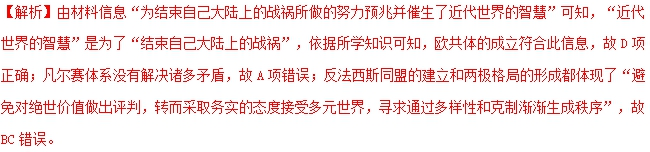 【解析】由材料信息“为结束自己大陆上的战祸所做的努力预兆并催生了近代世界的智慧”可知，“近代
世界的智慧”是为了“结束自己大陆上的战祸”，依据所学知识可知，欧共体的成立符合此信息，故 D 项
正确；凡尔赛体系没有解决诸多矛盾，故 A 项错误；反法西斯同盟的建立和两极格局的形成都体现了“避
免对绝世价值做出评判，转而采取务实的态度接受多元世界，寻求通过多样性和克制渐渐生成秩序”，故
BC 错误。